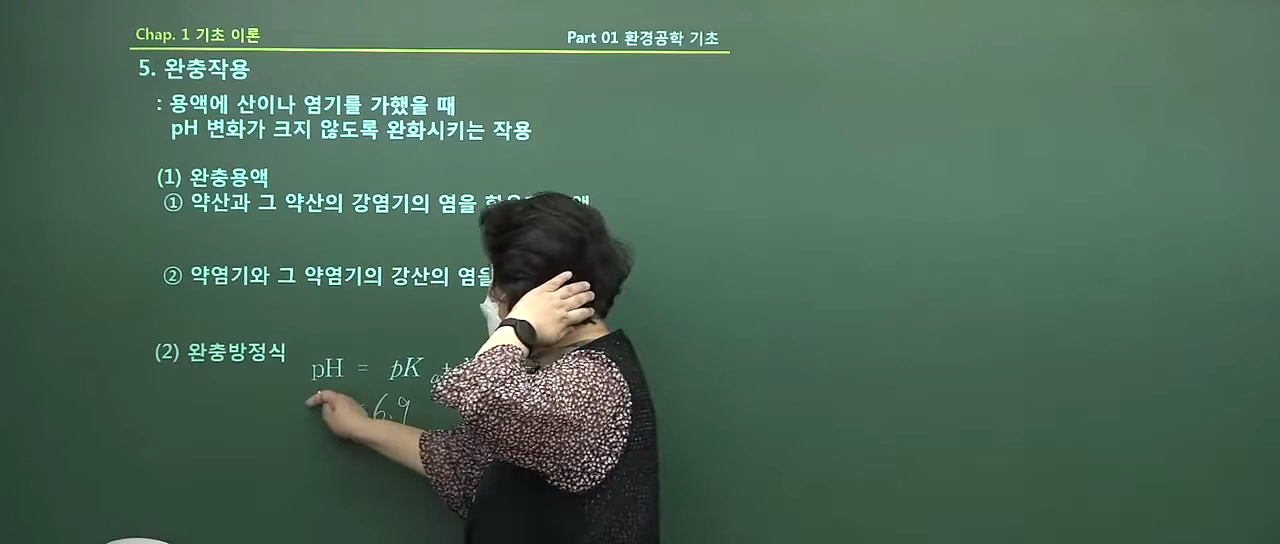 Chap. 1 기초 이론
Part 01 환경공학 기초
5. 완충작용
: 용액에 산이나 염기를 가했을 때
pH 변화가 크지 않도록 완화시키는 작용
(1) 완충용액
① 약산과 그 약산의 강염기의 염을
② 약염기와 그 약염기의 강산의 염을
(2) 완충방정식
pH = pK a +
6.9